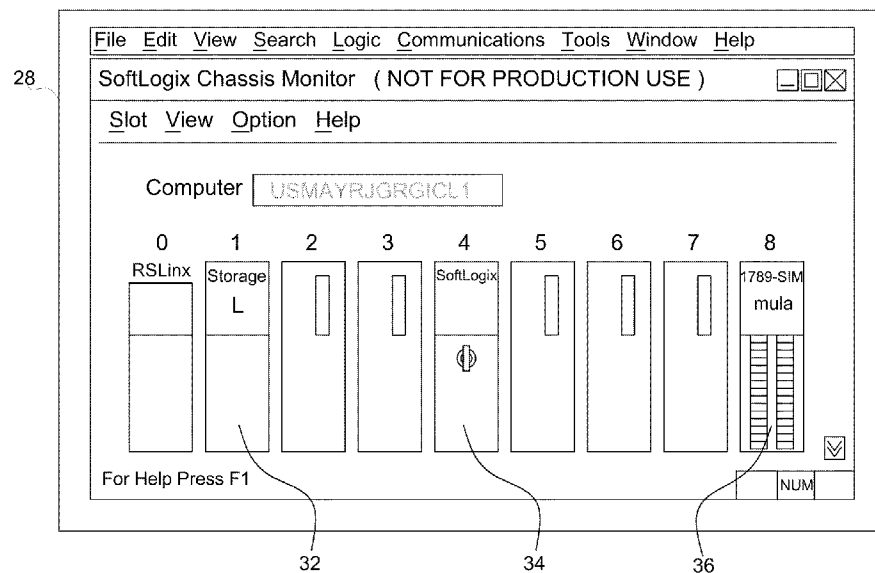 File Edit View Search Logic Communications Tools Window Help
28
SoftLogix Chassis Monitor ( NOT FOR PRODUCTION USE )
Slot View Option Help
Computer USMAYRJGRGICL1
0 1 2 3 4 5 6 7 8
RSLinx Storage SoftLogix 1789-SIM
L mula
For Help Press F1 NUM
32 34 36